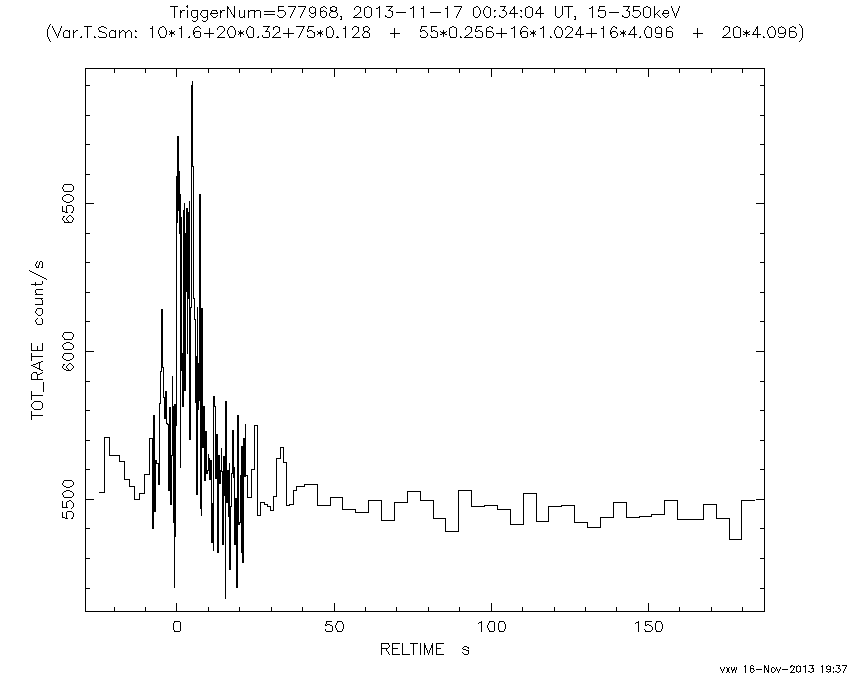 TriggerNum=577968, 2013-11-17 00:34:04 UT, 15-350keV
(Var.T.Sam: 10*1.6+20*0.32+75*0.128 + 55*0.256+16*1.024+16*4.096 + 20*4.096)
TOT_RATE count/s
6500
6000
5500
0 50 100 150
RELTIME s
vxw 16-Nov-2013 19:37